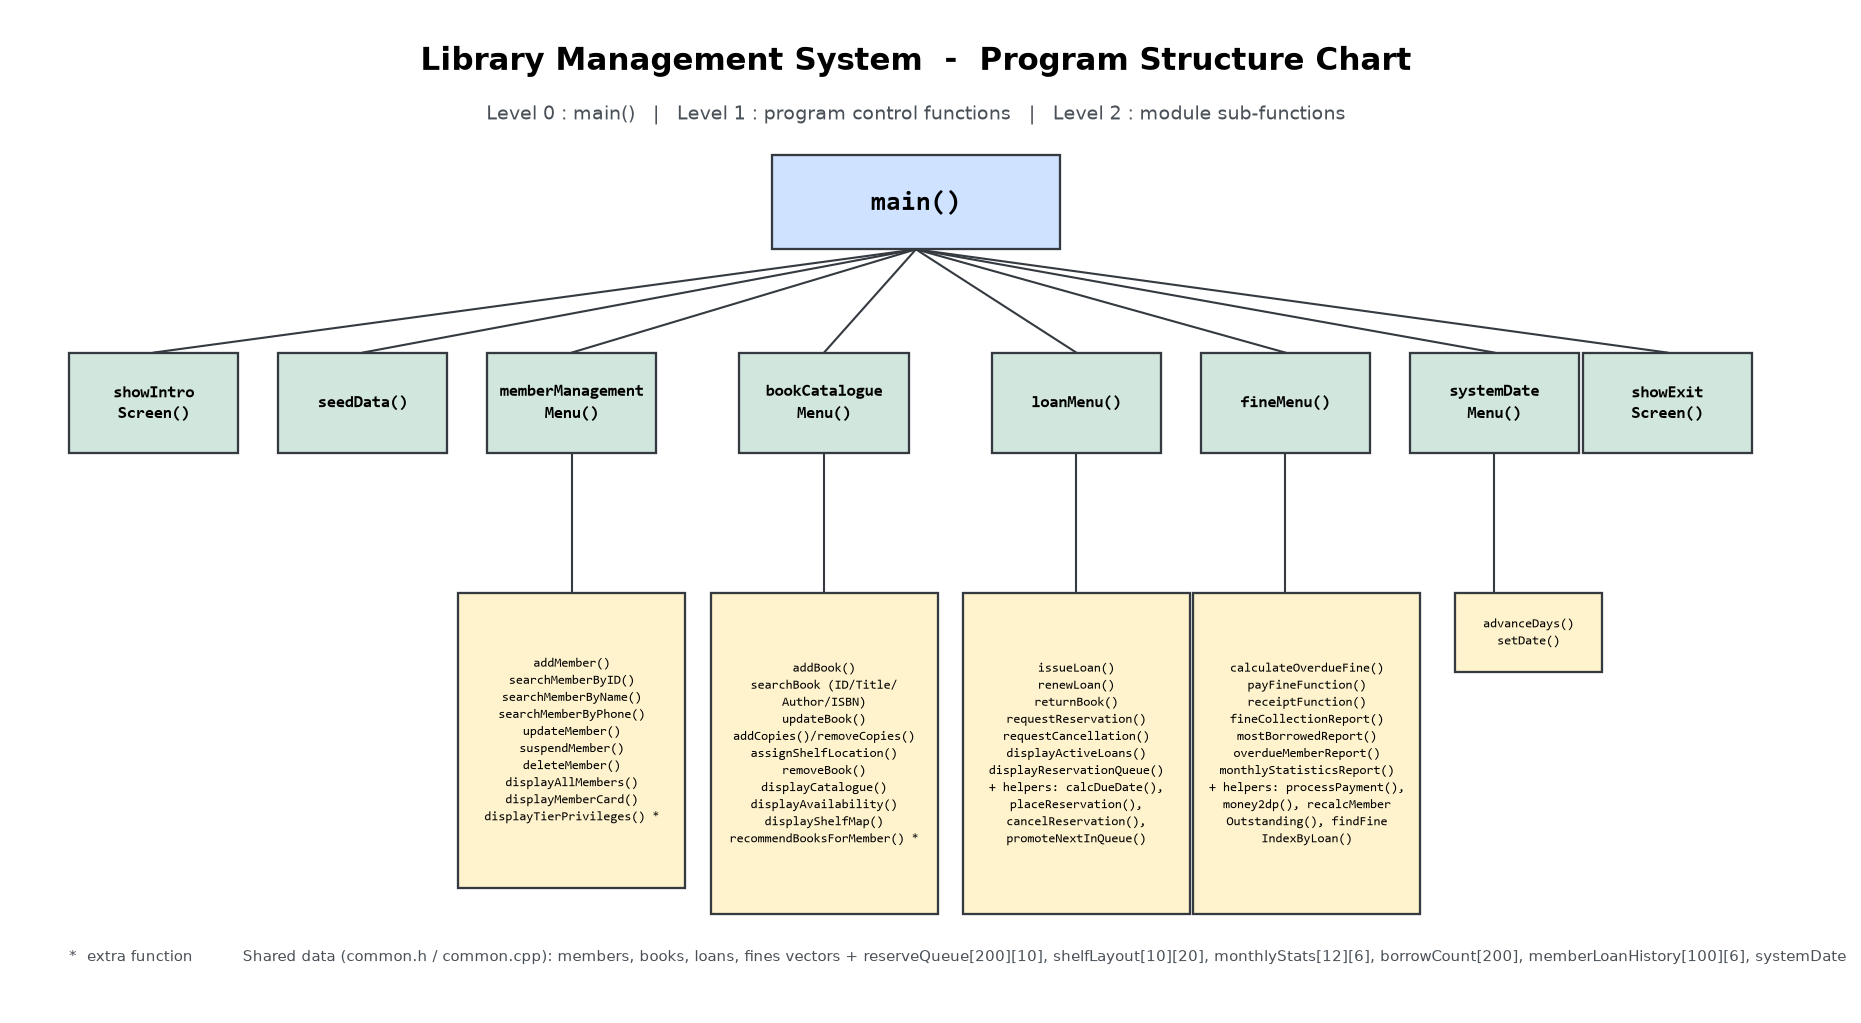 Library Management System - Program Structure Chart
Level 0 : main() | Level 1 : program control functions | Level 2 : module sub-functions
main()
showIntro
Screen()
seedData()
memberManagement
Menu()
bookCatalogue
Menu()
loanMenu()
fineMenu()
systemDate
Menu()
showExit
Screen()
addMember()
searchMemberByID()
searchMemberByName()
searchMemberByPhone()
updateMember()
suspendMember()
deleteMember()
displayAllMembers()
displayMemberCard()
displayTierPrivileges() *
addBook()
searchBook (ID/Title/
Author/ISBN)
updateBook()
addCopies()/removeCopies()
assignShelfLocation()
removeBook()
displayCatalogue()
displayAvailability()
displayShelfMap()
recommendBooksForMember() *
issueLoan()
renewLoan()
returnBook()
requestReservation()
requestCancellation()
displayActiveLoans()
displayReservationQueue()
+ helpers: calcDueDate(),
placeReservation(),
cancelReservation(),
promoteNextInQueue()
calculateOverdueFine()
payFineFunction()
receiptFunction()
fineCollectionReport()
mostBorrowedReport()
overdueMemberReport()
monthlyStatisticsReport()
+ helpers: processPayment(),
money2dp(), recalcMember
Outstanding(), findFine
IndexByLoan()
advanceDays()
setDate()
* extra function
Shared data (common.h / common.cpp): members, books, loans, fines vectors + reserveQueue[200][10], shelfLayout[10][20], monthlyStats[12][6], borrowCount[200], memberLoanHistory[100][6], systemDate